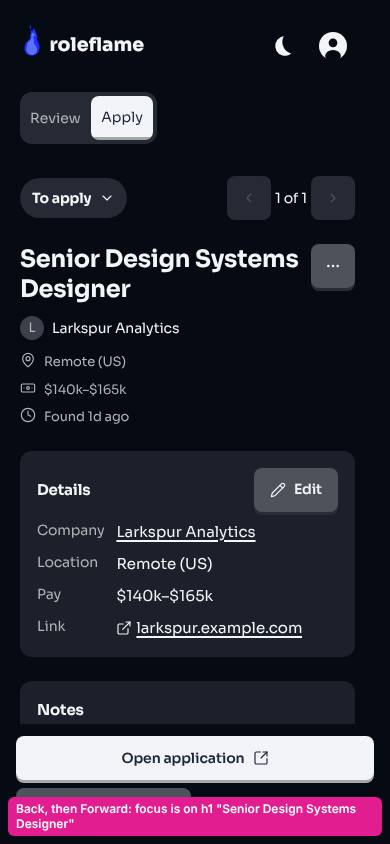 roleflame
Review
Apply
To apply
1 of 1
Senior Design Systems
Designer
...
L Larkspur Analytics
Remote (US)
$140k–$165k
Found 1d ago
Details
Edit
Company Larkspur Analytics
Location Remote (US)
Pay $140k–$165k
Link larkspur.example.com
Notes
Open application
Back, then Forward: focus is on h1 "Senior Design Systems
Designer"